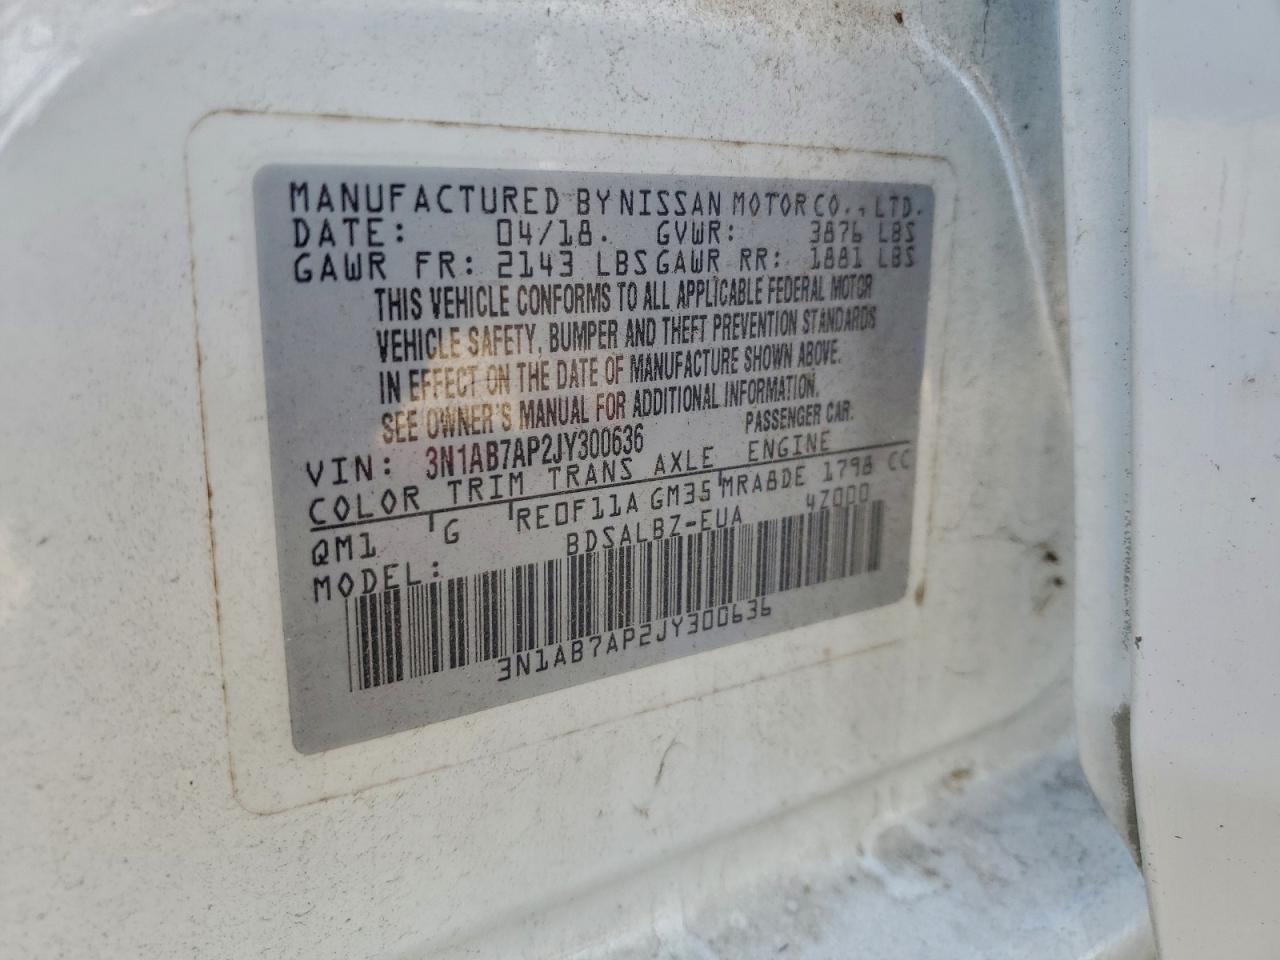 MANUFACTURED BY NISSAN MOTOR CO., LTD.
DATE: 04/18. GVWR: 3876 LBS
GAWR FR: 2143 LBS GAWR RR: 1881 LBS
THIS VEHICLE CONFORMS TO ALL APPLICABLE FEDERAL MOTOR
VEHICLE SAFETY, BUMPER AND THEFT PREVENTION STANDARDS
IN EFFECT ON THE DATE OF MANUFACTURE SHOWN ABOVE.
SEE OWNER'S MANUAL FOR ADDITIONAL INFORMATION.
VIN: 3N1AB7AP2JY300636 PASSENGER CAR.
COLOR TRIM TRANS AXLE ENGINE
QM1 G RE0F11A GM35 MRA8DE 1798 CC
MODEL: BDSALBZ-EUA 4Z000
3N1AB7AP2JY300636